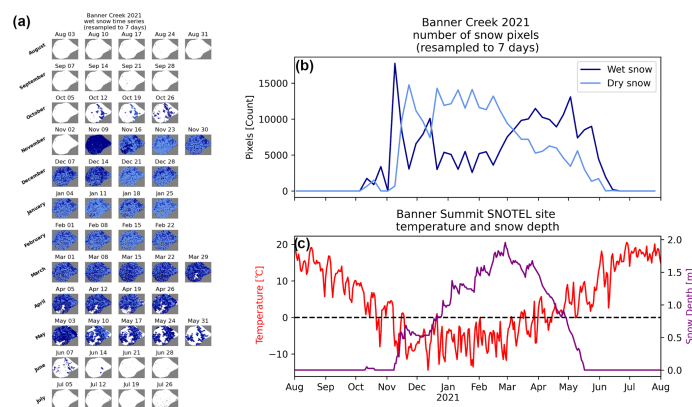 (a)
Banner Creek 2021
wet snow time series
(resampled to 7 days)
Aug 03 Aug 10 Aug 17 Aug 24 Aug 31
August
Sep 07 Sep 14 Sep 21 Sep 28
September
Oct 05 Oct 12 Oct 19 Oct 26
October
Nov 02 Nov 09 Nov 16 Nov 23 Nov 30
November
Dec 07 Dec 14 Dec 21 Dec 28
December
Jan 04 Jan 11 Jan 18 Jan 25
January
Feb 01 Feb 08 Feb 15 Feb 22
February
Mar 01 Mar 08 Mar 15 Mar 22 Mar 29
March
Apr 05 Apr 12 Apr 19 Apr 26
April
May 03 May 10 May 17 May 24 May 31
May
Jun 07 Jun 14 Jun 21 Jun 28
June
Jul 05 Jul 12 Jul 19 Jul 26
July
Banner Creek 2021
number of snow pixels
(resampled to 7 days)
(b)
Wet snow
Dry snow
Pixels [Count]
15000
10000
5000
0
Banner Summit SNOTEL site
temperature and snow depth
(c)
Temperature [℃]
20
10
0
−10
Snow Depth [m]
2.0
1.5
1.0
0.5
0.0
Aug Sep Oct Nov Dec Jan Feb Mar Apr May Jun Jul Aug
2021